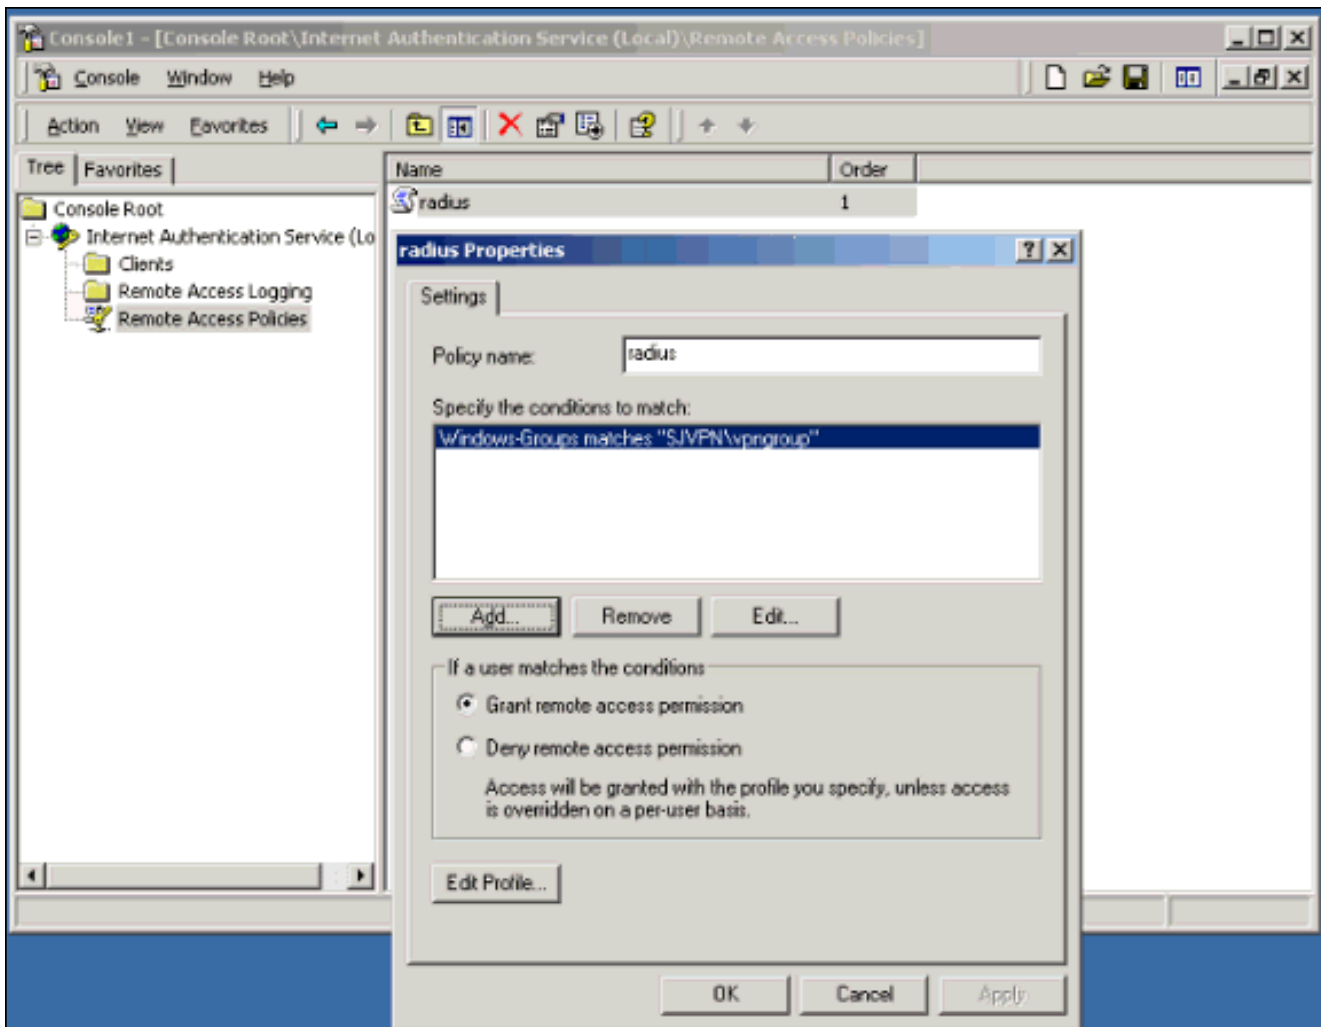 Console1 - [Console Root\Internet Authentication Service (Local)\Remote Access Policies]
Console Window Help
Action View Favorites
Tree Favorites
Name Order
Console Root
radius 1
Internet Authentication Service (Lo
Clients
Remote Access Logging
Remote Access Policies
radius Properties
Settings
Policy name: radius
Specify the conditions to match:
Windows-Groups matches "SJVPN\vpngroup"
Add... Remove Edit...
If a user matches the conditions
Grant remote access permission
Deny remote access permission
Access will be granted with the profile you specify, unless access
is overridden on a per-user basis.
Edit Profile...
OK Cancel Apply